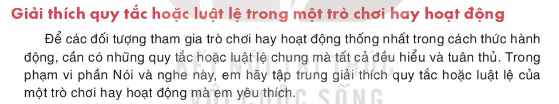 Giải thích quy tắc hoặc luật lệ trong một trò chơi hay hoạt động
Để các đối tượng tham gia trò chơi hay hoạt động thống nhất trong cách thức hành
động, cần có những quy tắc hoặc luật lệ chung mà tất cả đều hiểu và tuân thủ. Trong
phạm vi phần Nói và nghe này, em hãy tập trung giải thích quy tắc hoặc luật lệ của
một trò chơi hay hoạt động mà em yêu thích.
VỚI CUỘC SỐNG